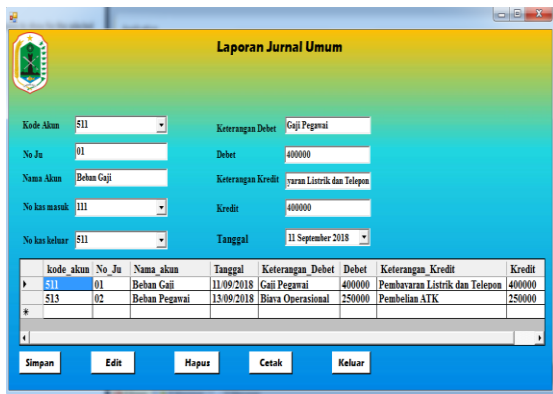 Laporan Jurnal Umum
Kode Akun 511 Keterangan Debet Gaji Pegawai
No Ju 01 Debet 400000
Nama Akun Beban Gaji Keterangan Kredit yaran Listrik dan Telepon
No kas masuk 111 Kredit 400000
No kas keluar 511 Tanggal 11 September 2018
kode_akun No_Ju Nama_akun Tanggal Keterangan_Debet Debet Keterangan_Kredit Kredit
511 01 Beban Gaji 11/09/2018 Gaji Pegawai 400000 Pembayaran Listrik dan Telepon 400000
513 02 Beban Pegawai 13/09/2018 Biaya Operasional 250000 Pembelian ATK 250000
Simpan Edit Hapus Cetak Keluar